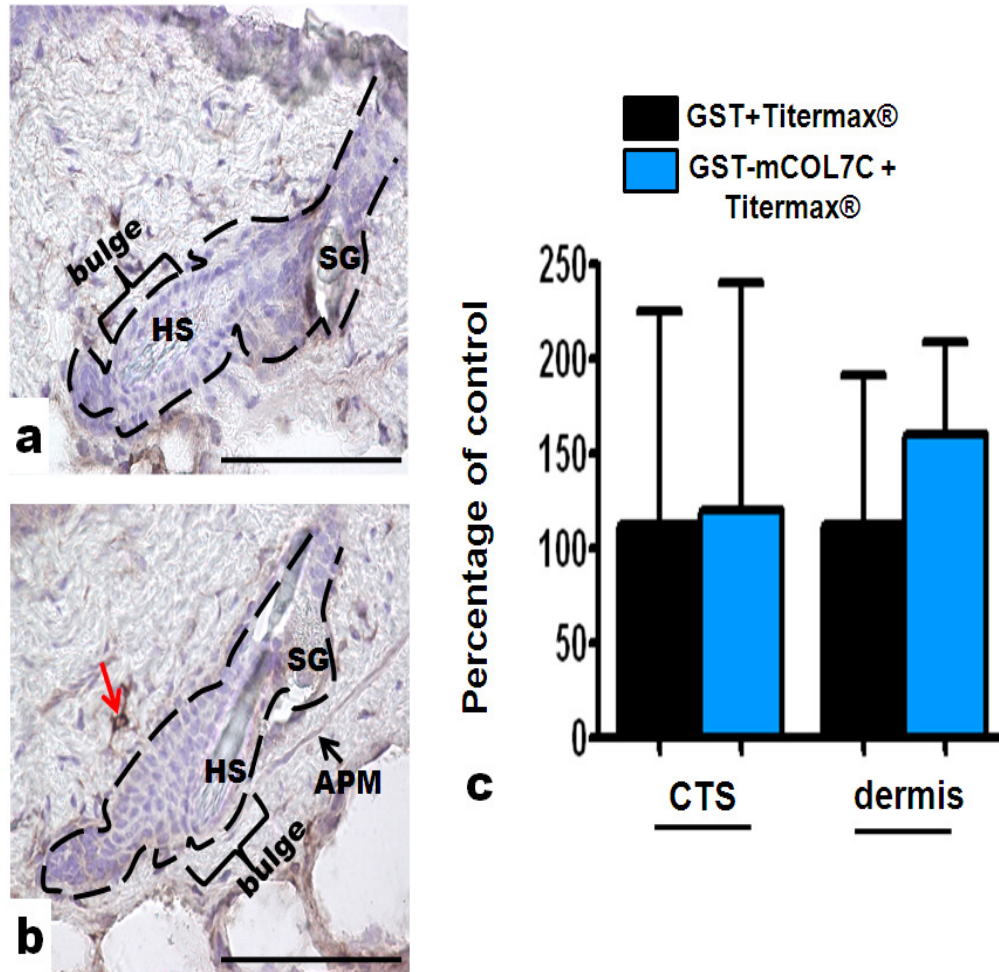 bulge
SG
HS
a
SG
HS
APM
bulge
b
GST+Titermax®
GST-mCOL7C +
Titermax®
Percentage of control
250
200
150
100
50
0
CTS
dermis
c